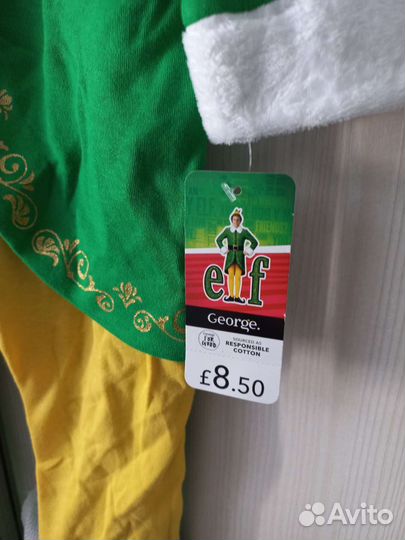 elf
George.
SOURCED AS
RESPONSIBLE
COTTON
£8.50
Avito